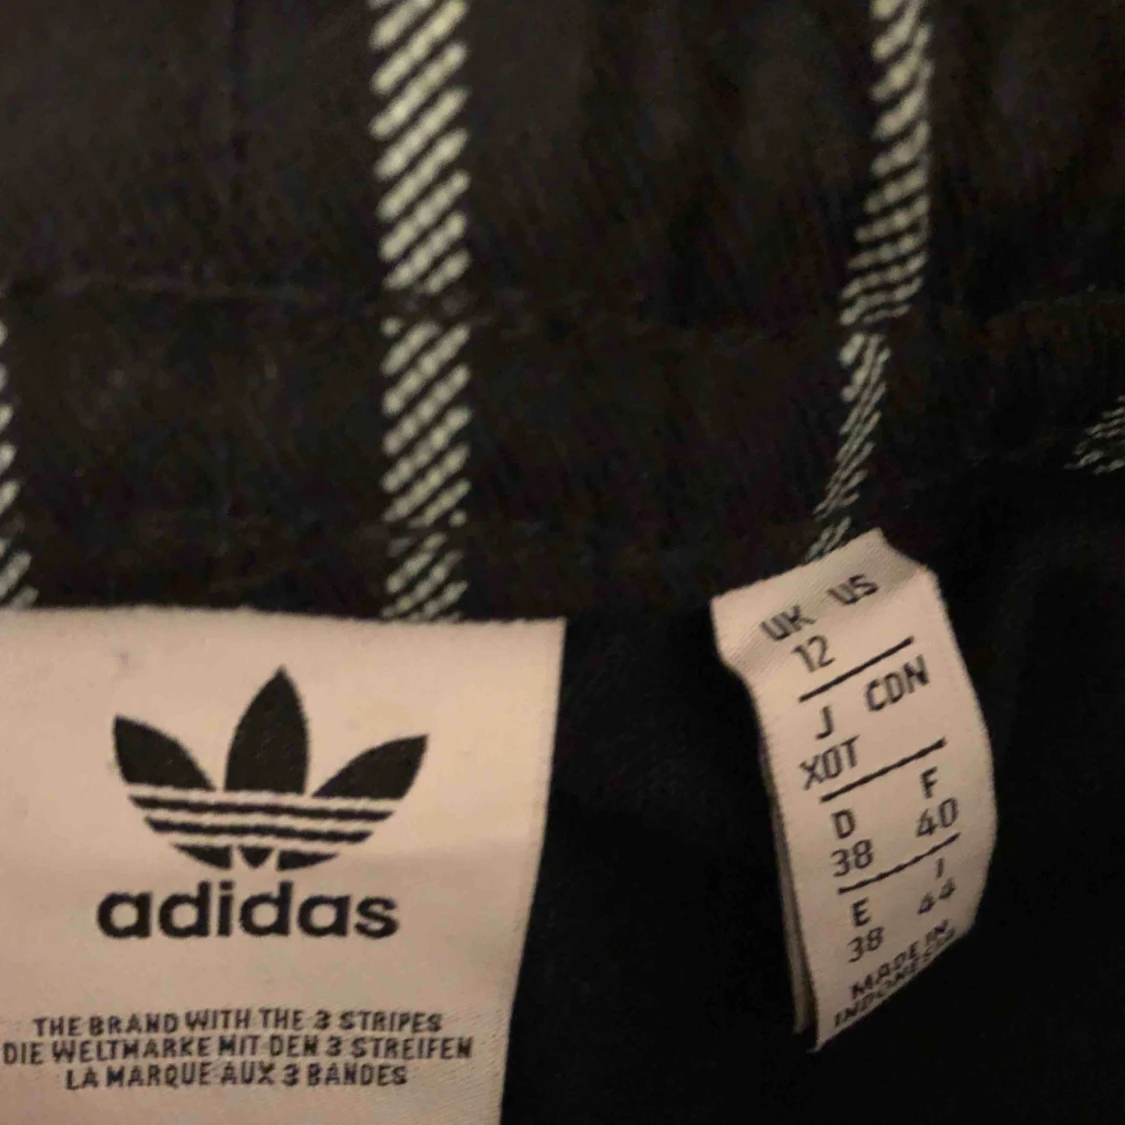 adidas
THE BRAND WITH THE 3 STRIPES
DIE WELTMARKE MIT DEN 3 STREIFEN
LA MARQUE AUX 3 BANDES
UK US
12
J CDN
XOT
D F
38 40
E I
38 44
MADE IN
INDONESIA